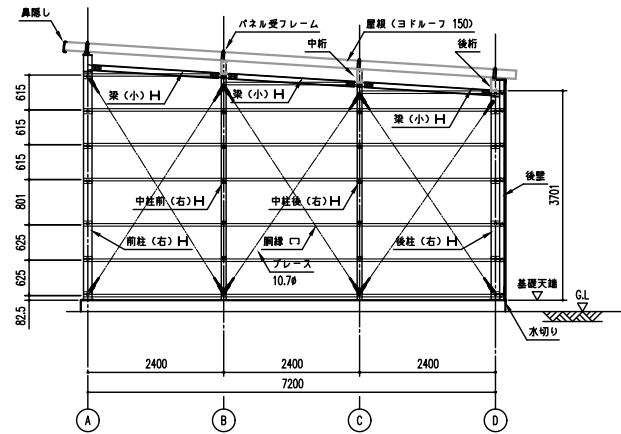 鼻隠し
パネル受フレーム
屋根（ヨドルーフ 150）
中桁
後桁
梁（小）
梁（小）
梁（小）
615
615
615
801
625
625
82.5
中柱前（右）
中柱後（右）
後壁
3701
前柱（右）
胴縁
後柱（右）
ブレース
10.7φ
基礎天端
G.L
水切り
2400
2400
2400
7200
A
B
C
D